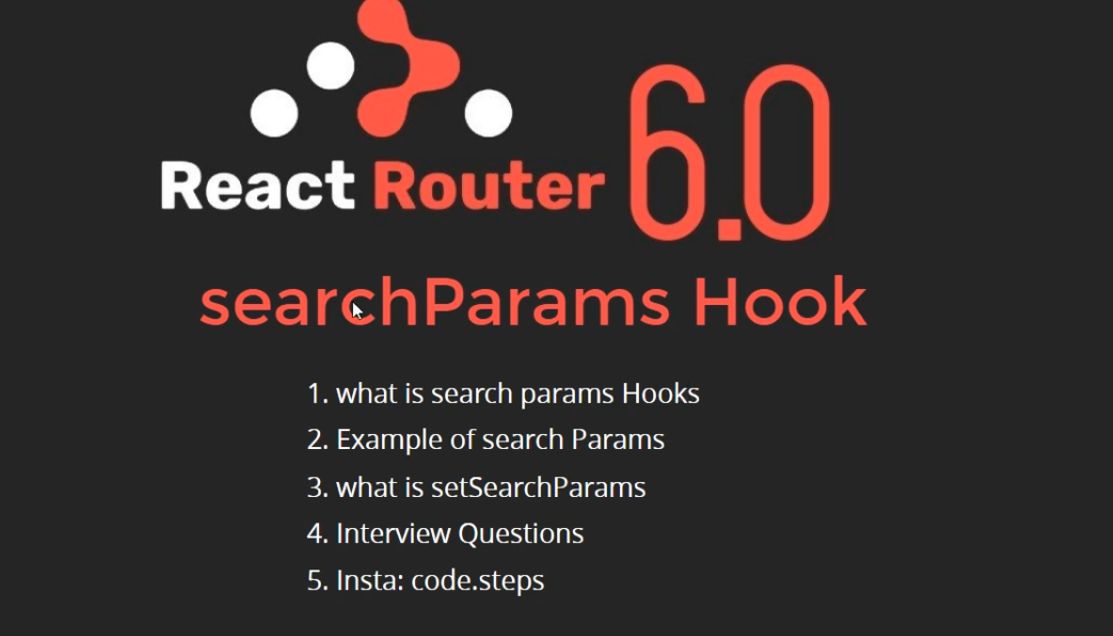 React Router 6.0
searchParams Hook
1. what is search params Hooks
2. Example of search Params
3. what is setSearchParams
4. Interview Questions
5. Insta: code.steps